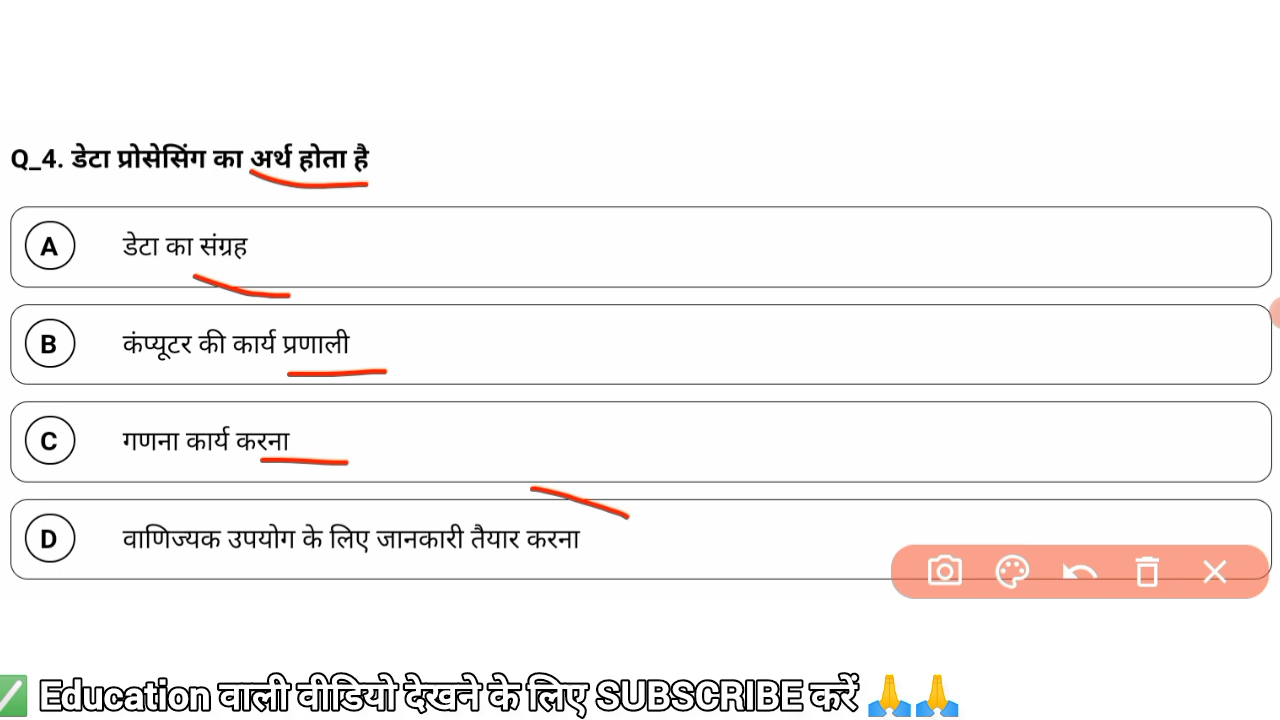 Q_4. डेटा प्रोसेसिंग का अर्थ होता है
A डेटा का संग्रह
B कंप्यूटर की कार्य प्रणाली
C गणना कार्य करना
D वाणिज्यक उपयोग के लिए जानकारी तैयार करना
✅ Education वाली वीडियो देखने के लिए SUBSCRIBE करें 🙏🙏